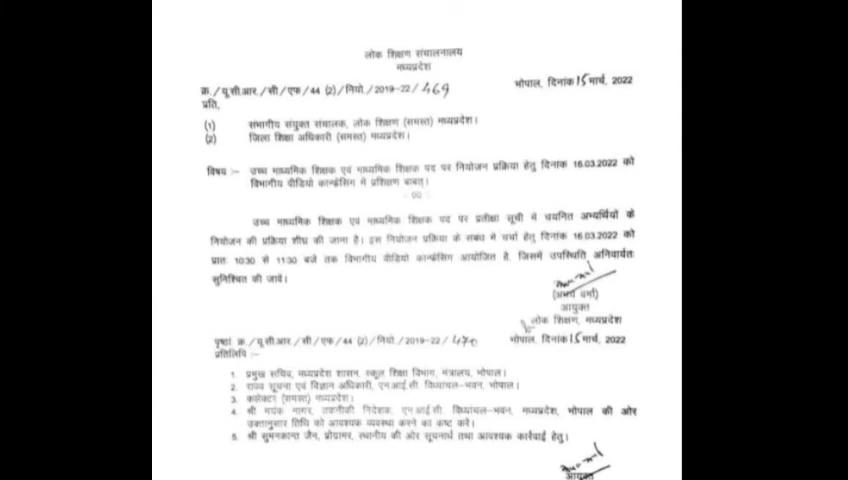 लोक शिक्षण संचालनालय
मध्यप्रदेश
क्र./यू.सी.आर./सी/एफ/44 (2)/नियो./2019-22/469 भोपाल, दिनांक 15 मार्च, 2022
प्रति,
(1) संभागीय संयुक्त संचालक, लोक शिक्षण (समस्त) मध्यप्रदेश।
(2) जिला शिक्षा अधिकारी (समस्त) मध्यप्रदेश।
विषय :- उच्च माध्यमिक शिक्षक एवं माध्यमिक शिक्षक पद पर नियोजन प्रक्रिया हेतु दिनांक 16.03.2022 को
विभागीय वीडियो कान्फ्रेंसिंग में प्रशिक्षण बाबत्।
-- 00 --
उच्च माध्यमिक शिक्षक एवं माध्यमिक शिक्षक पद पर प्रतीक्षा सूची में चयनित अभ्यर्थियों के
नियोजन की प्रक्रिया शीघ्र की जाना है। इस नियोजन प्रक्रिया के संबंध में चर्चा हेतु दिनांक 16.03.2022 को
प्रातः 10:30 से 11:30 बजे तक विभागीय वीडियो कान्फ्रेंसिंग आयोजित है, जिसमें उपस्थिति अनिवार्यतः
सुनिश्चित की जावें।
(अभय वर्मा)
आयुक्त
लोक शिक्षण, मध्यप्रदेश
पृष्ठां क्र./यू.सी.आर./सी/एफ/44 (2)/नियो./2019-22/470 भोपाल, दिनांक 15 मार्च, 2022
प्रतिलिपि :-
1. प्रमुख सचिव, मध्यप्रदेश शासन, स्कूल शिक्षा विभाग, मंत्रालय, भोपाल।
2. राज्य सूचना एवं विज्ञान अधिकारी, एन.आई.सी. विंध्यांचल-भवन, भोपाल।
3. कलेक्टर (समस्त) मध्यप्रदेश।
4. श्री मयंक नागर, तकनीकी निदेशक, एन.आई.सी. विंध्यांचल-भवन, मध्यप्रदेश, भोपाल की ओर
उक्तानुसार तिथि को आवश्यक व्यवस्था करने का कष्ट करें।
5. श्री सुमनकान्त जैन, प्रोग्रामर, स्थानीय की ओर सूचनार्थ तथा आवश्यक कार्रवाई हेतु।
आयुक्त